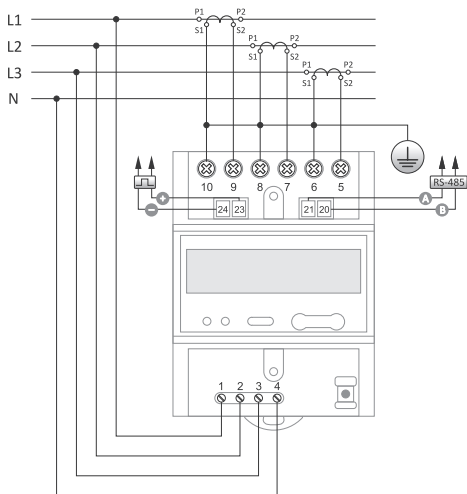 P1 P2
L1
S1 S2
P1 P2
L2
S1 S2
P1 P2
L3
S1 S2
N
10 9 8 7 6 5
RS-485
+ A
24 23 21 20
− B
1 2 3 4